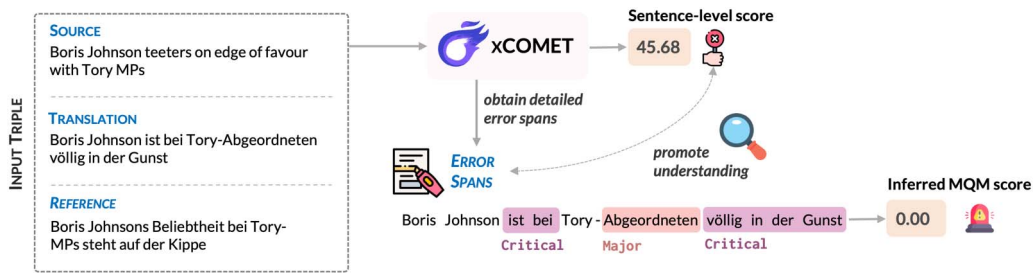 INPUT TRIPLE
SOURCE
Boris Johnson teeters on edge of favour
with Tory MPs
TRANSLATION
Boris Johnson ist bei Tory-Abgeordneten
völlig in der Gunst
REFERENCE
Boris Johnsons Beliebtheit bei Tory-
MPs steht auf der Kippe
xCOMET
Sentence-level score
45.68
obtain detailed
error spans
ERROR
SPANS
promote
understanding
Boris Johnson ist bei Tory-Abgeordneten völlig in der Gunst
Critical Major Critical
Inferred MQM score
0.00